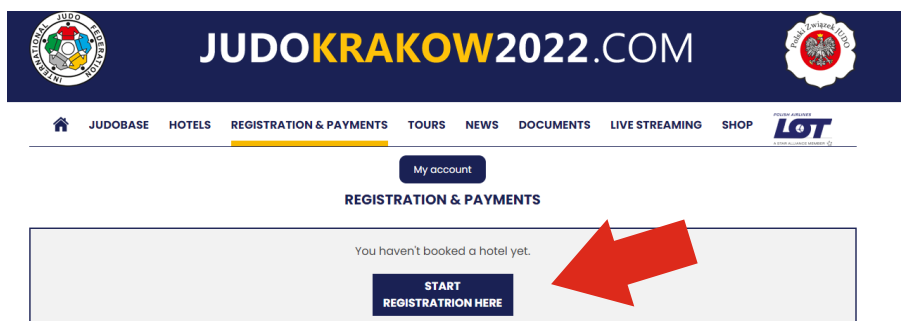 INTERNATIONAL JUDO FEDERATION
JUDOKRAKOW2022.COM
Polski Związek JUDO
JUDOBASE HOTELS REGISTRATION & PAYMENTS TOURS NEWS DOCUMENTS LIVE STREAMING SHOP
POLISH AIRLINES
LOT
A STAR ALLIANCE MEMBER
My account
REGISTRATION & PAYMENTS
You haven't booked a hotel yet.
START
REGISTRATRION HERE